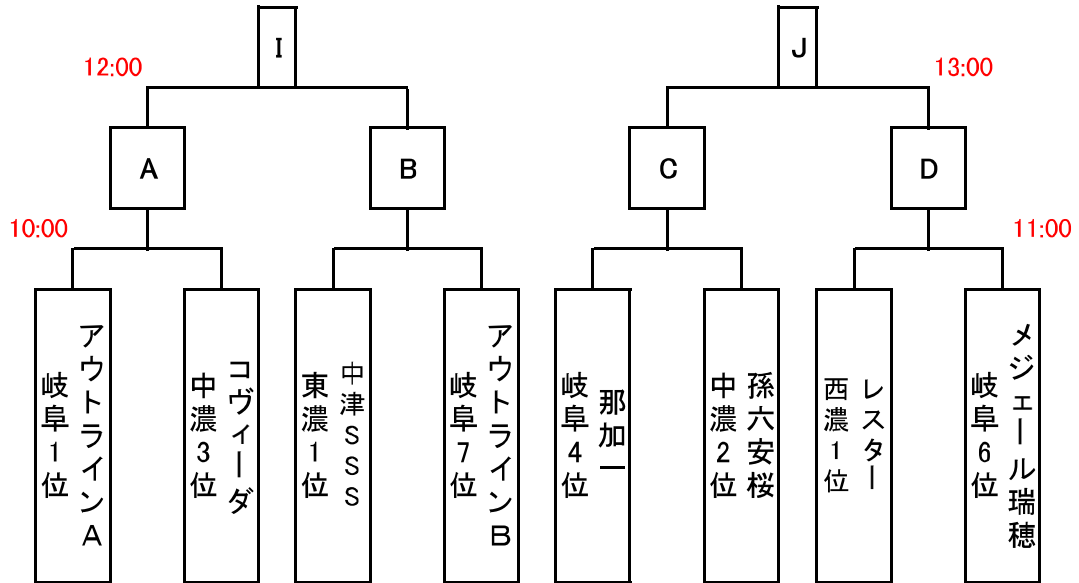 I
J
12:00
13:00
A
B
C
D
10:00
11:00
アウトラインA
岐阜1位
コヴィーダ
中濃3位
中津SSS
東濃1位
アウトラインB
岐阜7位
那加一
岐阜4位
孫六安桜
中濃2位
レスター
西濃1位
メジェール瑞穂
岐阜6位